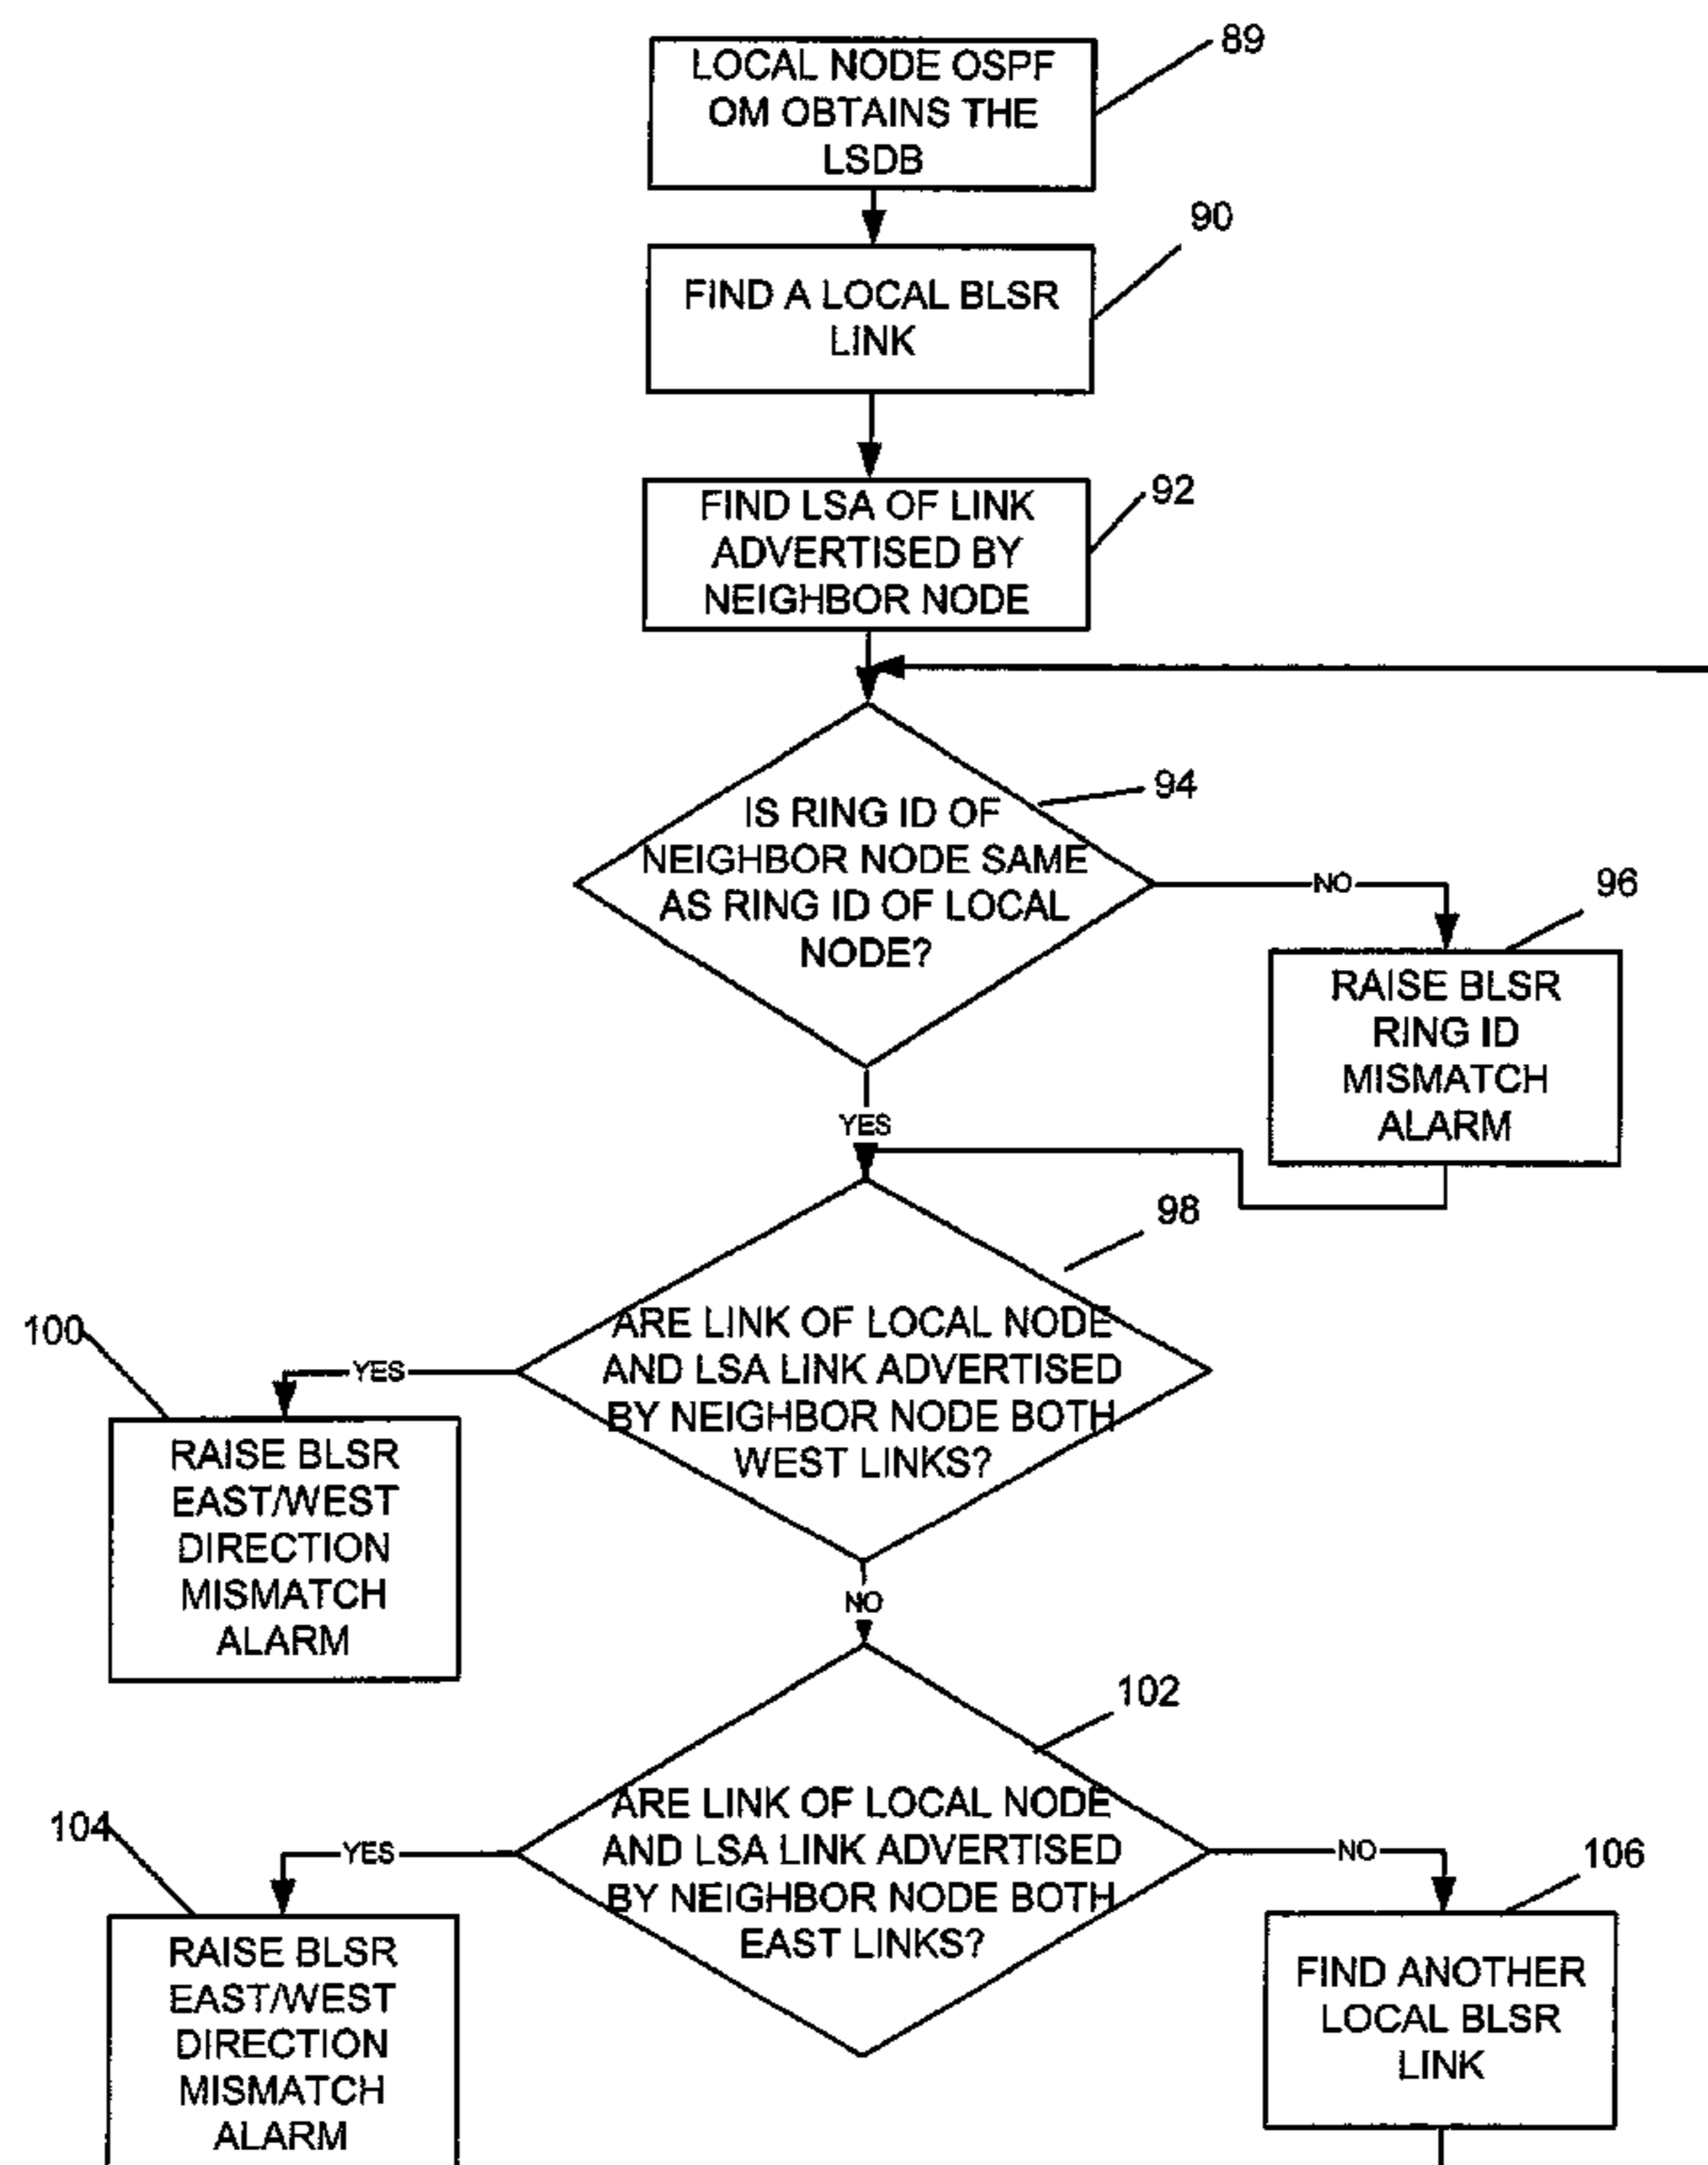 89
LOCAL NODE OSPF
OM OBTAINS THE
LSDB
90
FIND A LOCAL BLSR
LINK
92
FIND LSA OF LINK
ADVERTISED BY
NEIGHBOR NODE
94
IS RING ID OF
NEIGHBOR NODE SAME
AS RING ID OF LOCAL
NODE?
NO
96
RAISE BLSR
RING ID
MISMATCH
ALARM
YES
98
ARE LINK OF LOCAL NODE
AND LSA LINK ADVERTISED
BY NEIGHBOR NODE BOTH
WEST LINKS?
100
YES
RAISE BLSR
EAST/WEST
DIRECTION
MISMATCH
ALARM
NO
102
ARE LINK OF LOCAL NODE
AND LSA LINK ADVERTISED
BY NEIGHBOR NODE BOTH
EAST LINKS?
104
YES
RAISE BLSR
EAST/WEST
DIRECTION
MISMATCH
ALARM
NO
106
FIND ANOTHER
LOCAL BLSR
LINK